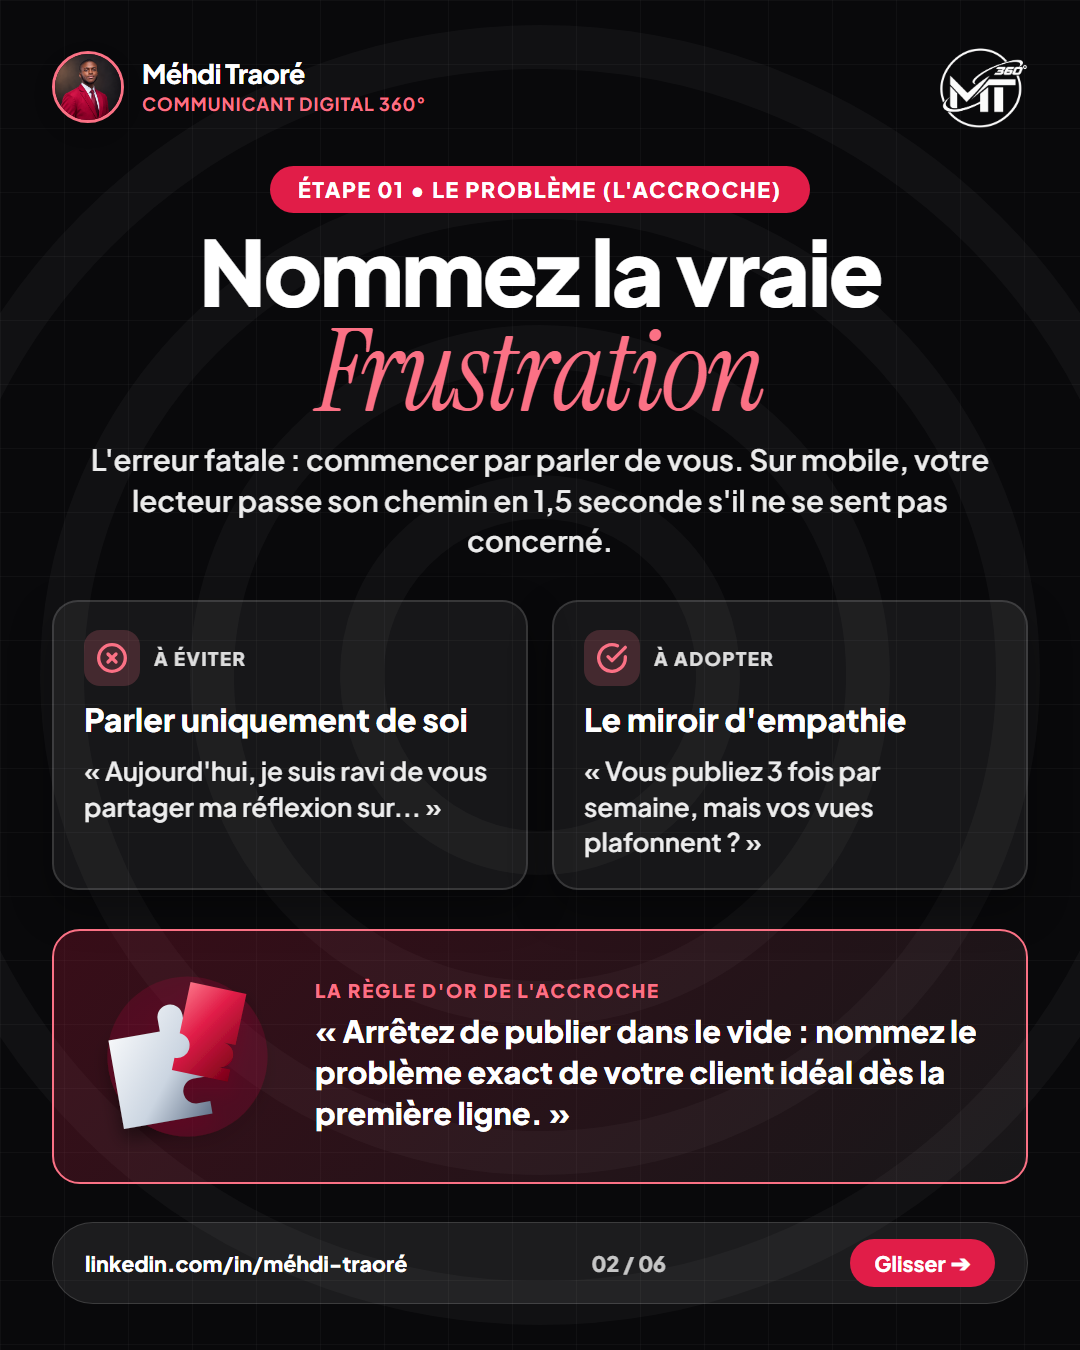 Méhdi Traoré
COMMUNICANT DIGITAL 360°
MT 360°
ÉTAPE 01 • LE PROBLÈME (L'ACCROCHE)
Nommez la vraie
Frustration
L'erreur fatale : commencer par parler de vous. Sur mobile, votre
lecteur passe son chemin en 1,5 seconde s'il ne se sent pas
concerné.
À ÉVITER
Parler uniquement de soi
« Aujourd'hui, je suis ravi de vous
partager ma réflexion sur... »
À ADOPTER
Le miroir d'empathie
« Vous publiez 3 fois par
semaine, mais vos vues
plafonnent ? »
LA RÈGLE D'OR DE L'ACCROCHE
« Arrêtez de publier dans le vide : nommez le
problème exact de votre client idéal dès la
première ligne. »
linkedin.com/in/méhdi-traoré
02 / 06
Glisser ➔